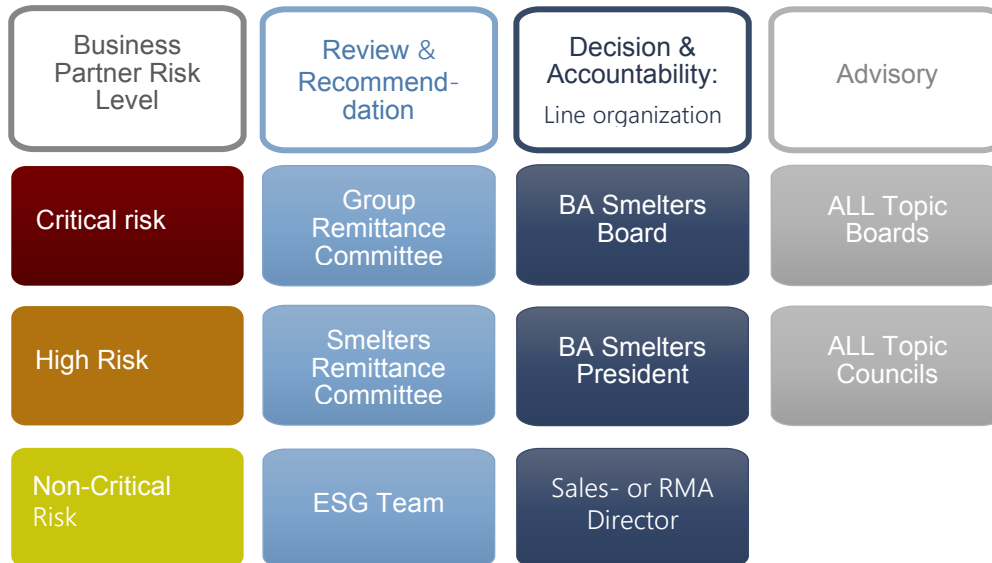 Business
Partner Risk
Level
Review &
Recommend-
dation
Decision &
Accountability:
Line organization
Advisory
Critical risk
Group
Remittance
Committee
BA Smelters
Board
ALL Topic
Boards
High Risk
Smelters
Remittance
Committee
BA Smelters
President
ALL Topic
Councils
Non-Critical
Risk
ESG Team
Sales- or RMA
Director